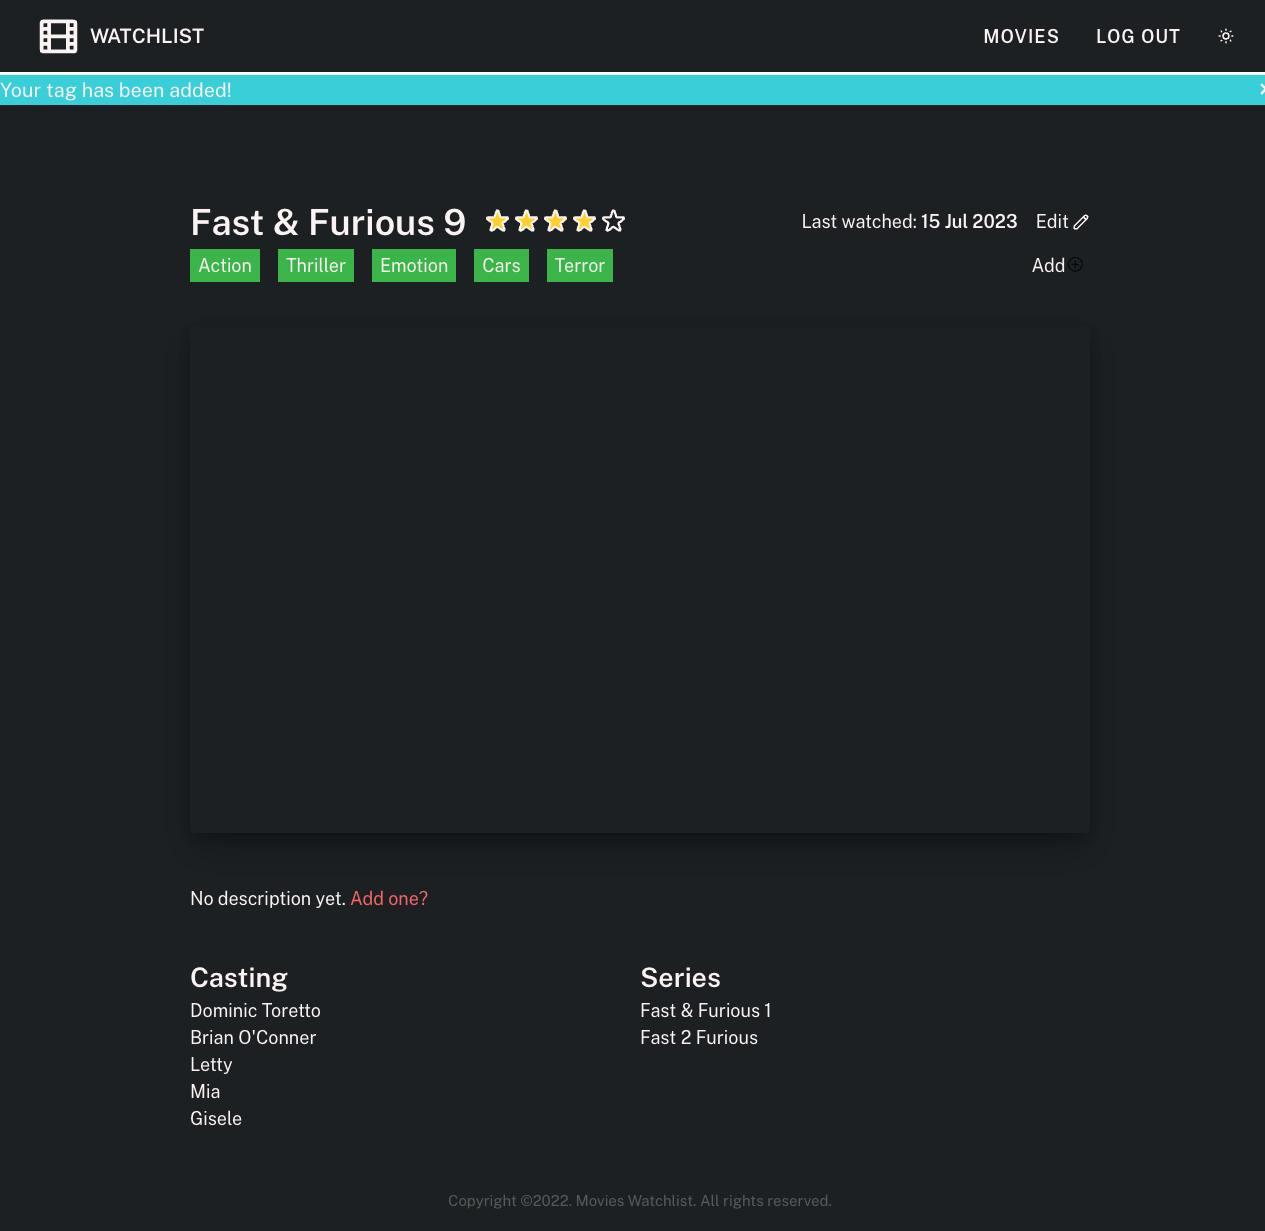 WATCHLIST MOVIES LOG OUT
Your tag has been added!
Fast & Furious 9 Last watched: 15 Jul 2023 Edit
Action Thriller Emotion Cars Terror Add
No description yet. Add one?
Casting Series
Dominic Toretto Fast & Furious 1
Brian O'Conner Fast 2 Furious
Letty
Mia
Gisele
Copyright ©2022. Movies Watchlist. All rights reserved.